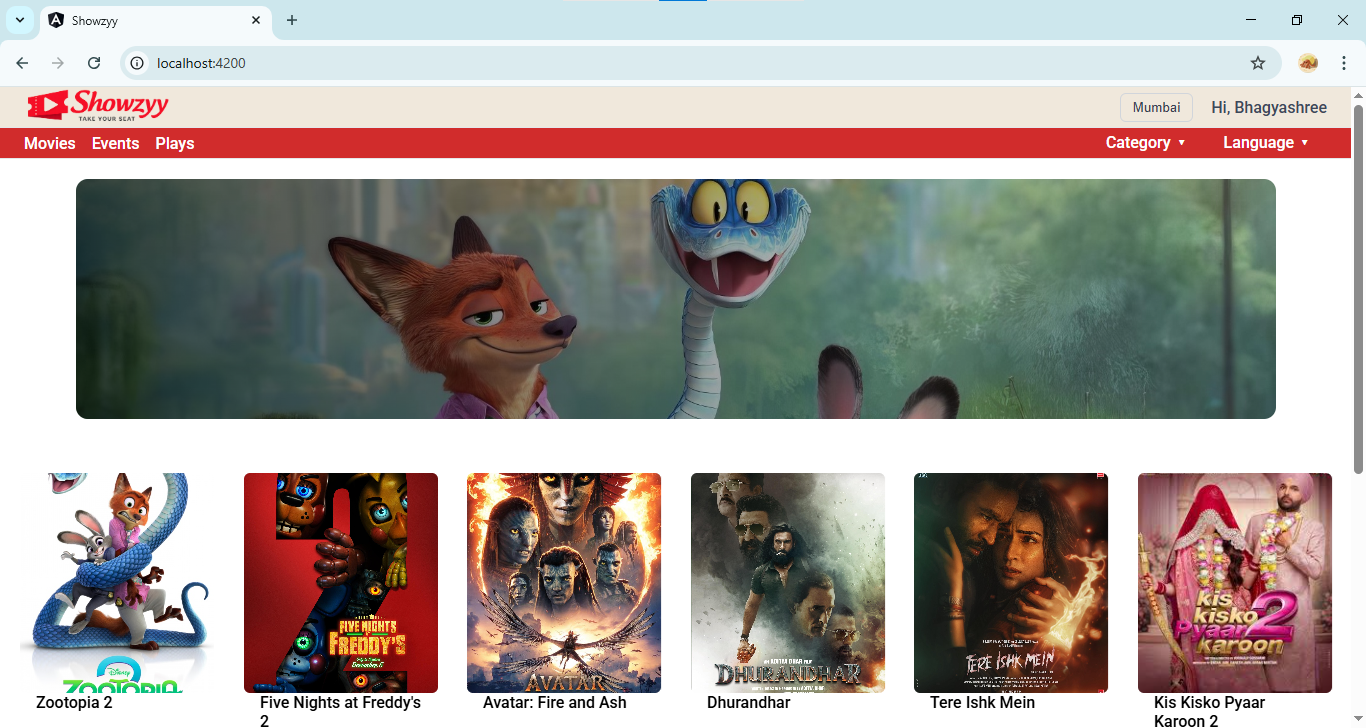 Showzyy
localhost:4200
Showzyy
TAKE YOUR SEAT
Mumbai
Hi, Bhagyashree
Movies Events Plays
Category ▼ Language ▼
FIVE NIGHTS
AT
FREDDY'S
Disney
ZOOTOPIA
AVATAR
DHURANDHAR
TERE ISHK MEIN
kis
kisko
Pyaar 2
karoon
Zootopia 2
Five Nights at Freddy's
2
Avatar: Fire and Ash
Dhurandhar
Tere Ishk Mein
Kis Kisko Pyaar
Karoon 2